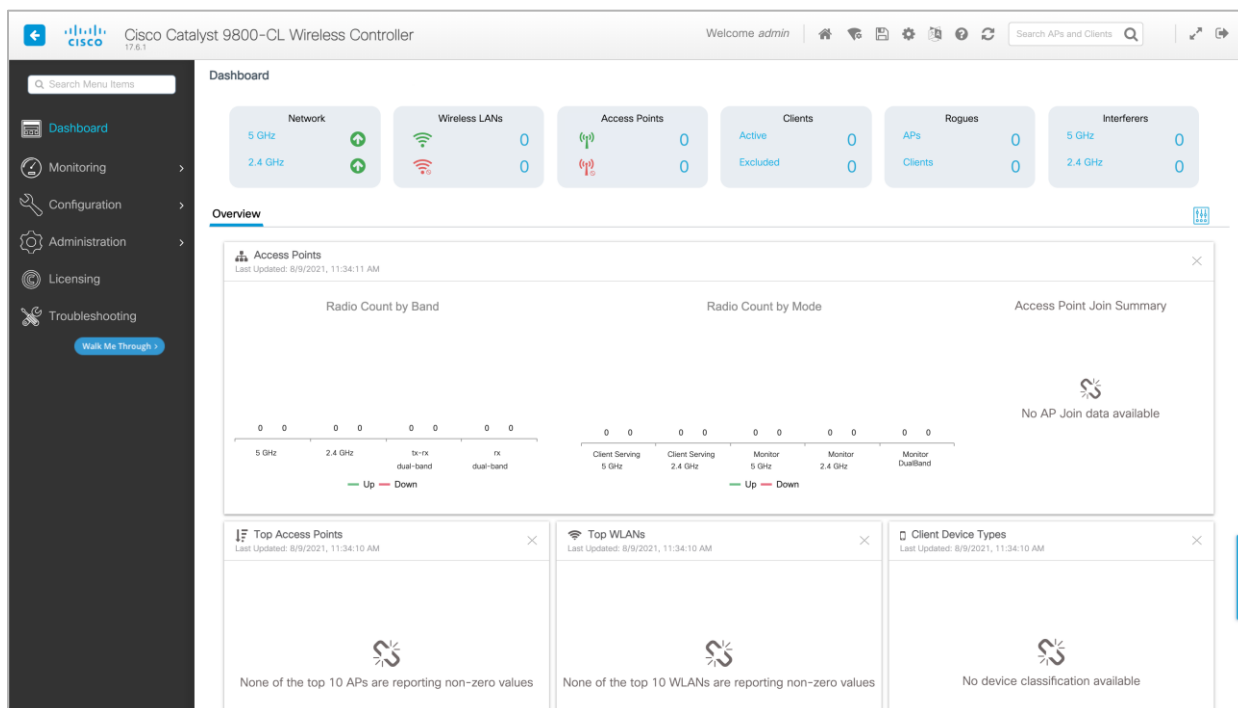 CISCO
Cisco Catalyst 9800-CL Wireless Controller
17.6.1
Welcome admin
Search APs and Clients
Search Menu Items
Dashboard
Monitoring
Configuration
Administration
Licensing
Troubleshooting
Walk Me Through >
Dashboard
Network
5 GHz
2.4 GHz
Wireless LANs
0
0
Access Points
0
0
Clients
Active 0
Excluded 0
Rogues
APs 0
Clients 0
Interferers
5 GHz 0
2.4 GHz 0
Overview
Access Points
Last Updated: 8/9/2021, 11:34:11 AM
Radio Count by Band
0 0 0 0 0 0 0 0
5 GHz 2.4 GHz tx-rx rx
dual-band dual-band
Up Down
Radio Count by Mode
0 0 0 0 0 0 0 0 0 0
Client Serving Client Serving Monitor Monitor Monitor
5 GHz 2.4 GHz 5 GHz 2.4 GHz DualBand
Up Down
Access Point Join Summary
No AP Join data available
Top Access Points
Last Updated: 8/9/2021, 11:34:10 AM
None of the top 10 APs are reporting non-zero values
Top WLANs
Last Updated: 8/9/2021, 11:34:10 AM
None of the top 10 WLANs are reporting non-zero values
Client Device Types
Last Updated: 8/9/2021, 11:34:10 AM
No device classification available